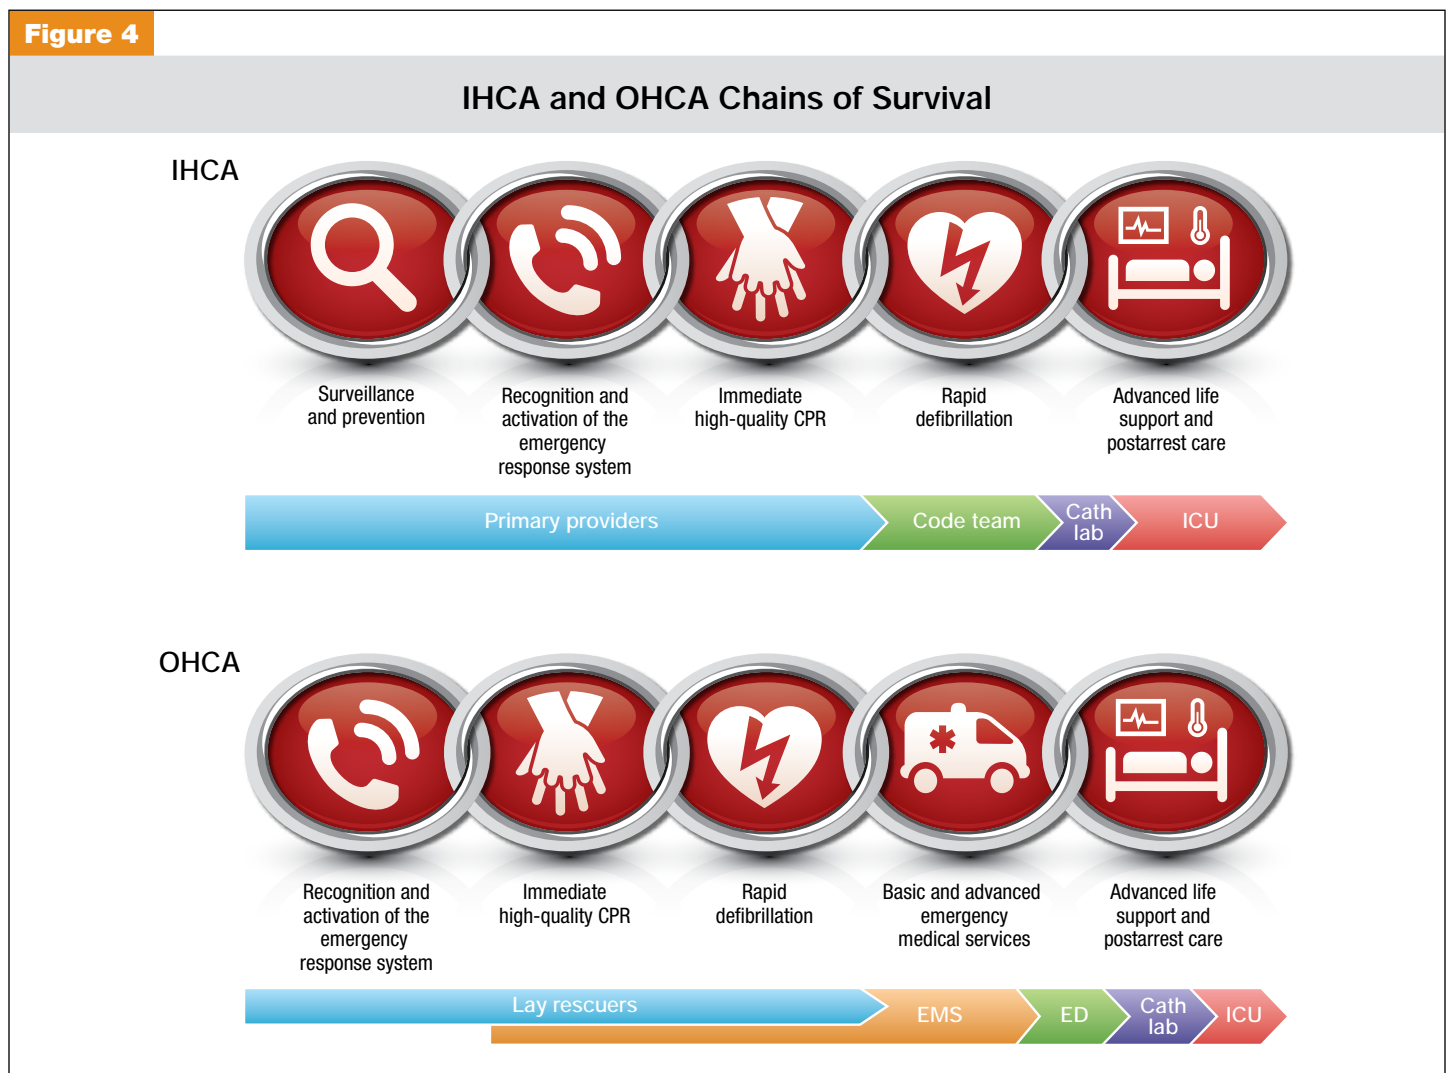 Figure 4
IHCA and OHCA Chains of Survival
IHCA
Surveillance
and prevention
Recognition and
activation of the
emergency
response system
Immediate
high-quality CPR
Rapid
defibrillation
Advanced life
support and
postarrest care
Primary providers
Code team
Cath
lab
ICU
OHCA
Recognition and
activation of the
emergency
response system
Immediate
high-quality CPR
Rapid
defibrillation
Basic and advanced
emergency
medical services
Advanced life
support and
postarrest care
Lay rescuers
EMS
ED
Cath
lab
ICU